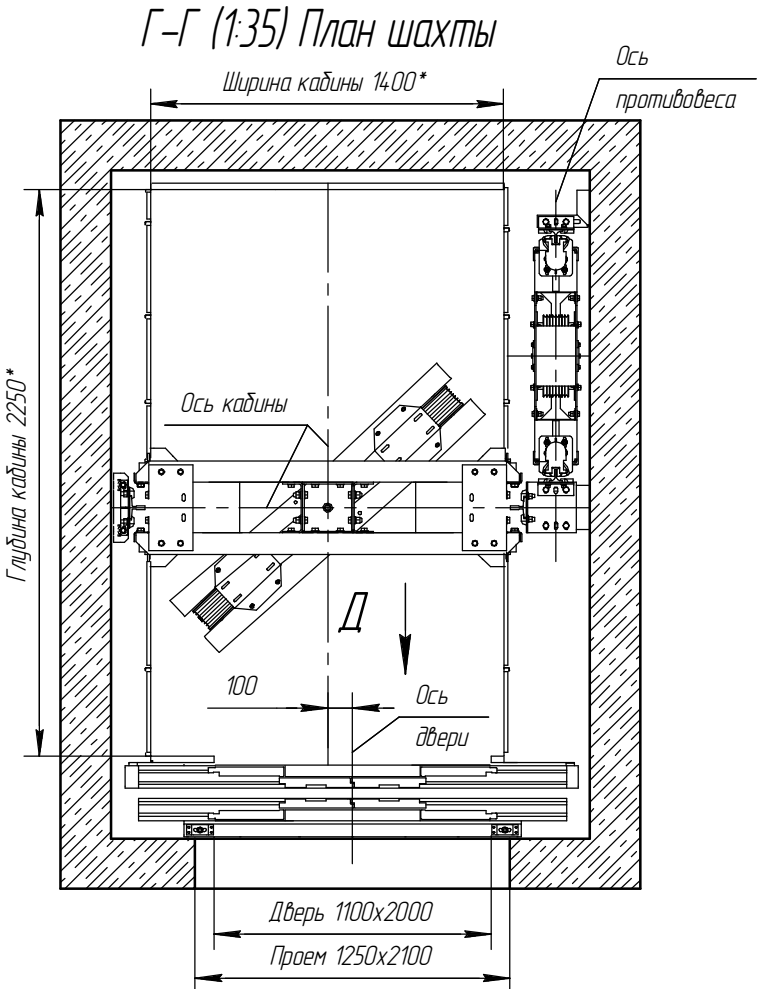 Г-Г (1:35) План шахты
Ось
противовеса
Ширина кабины 1400*
Глубина кабины 2250*
Ось кабины
Д
100
Ось
двери
Дверь 1100х2000
Проем 1250х2100